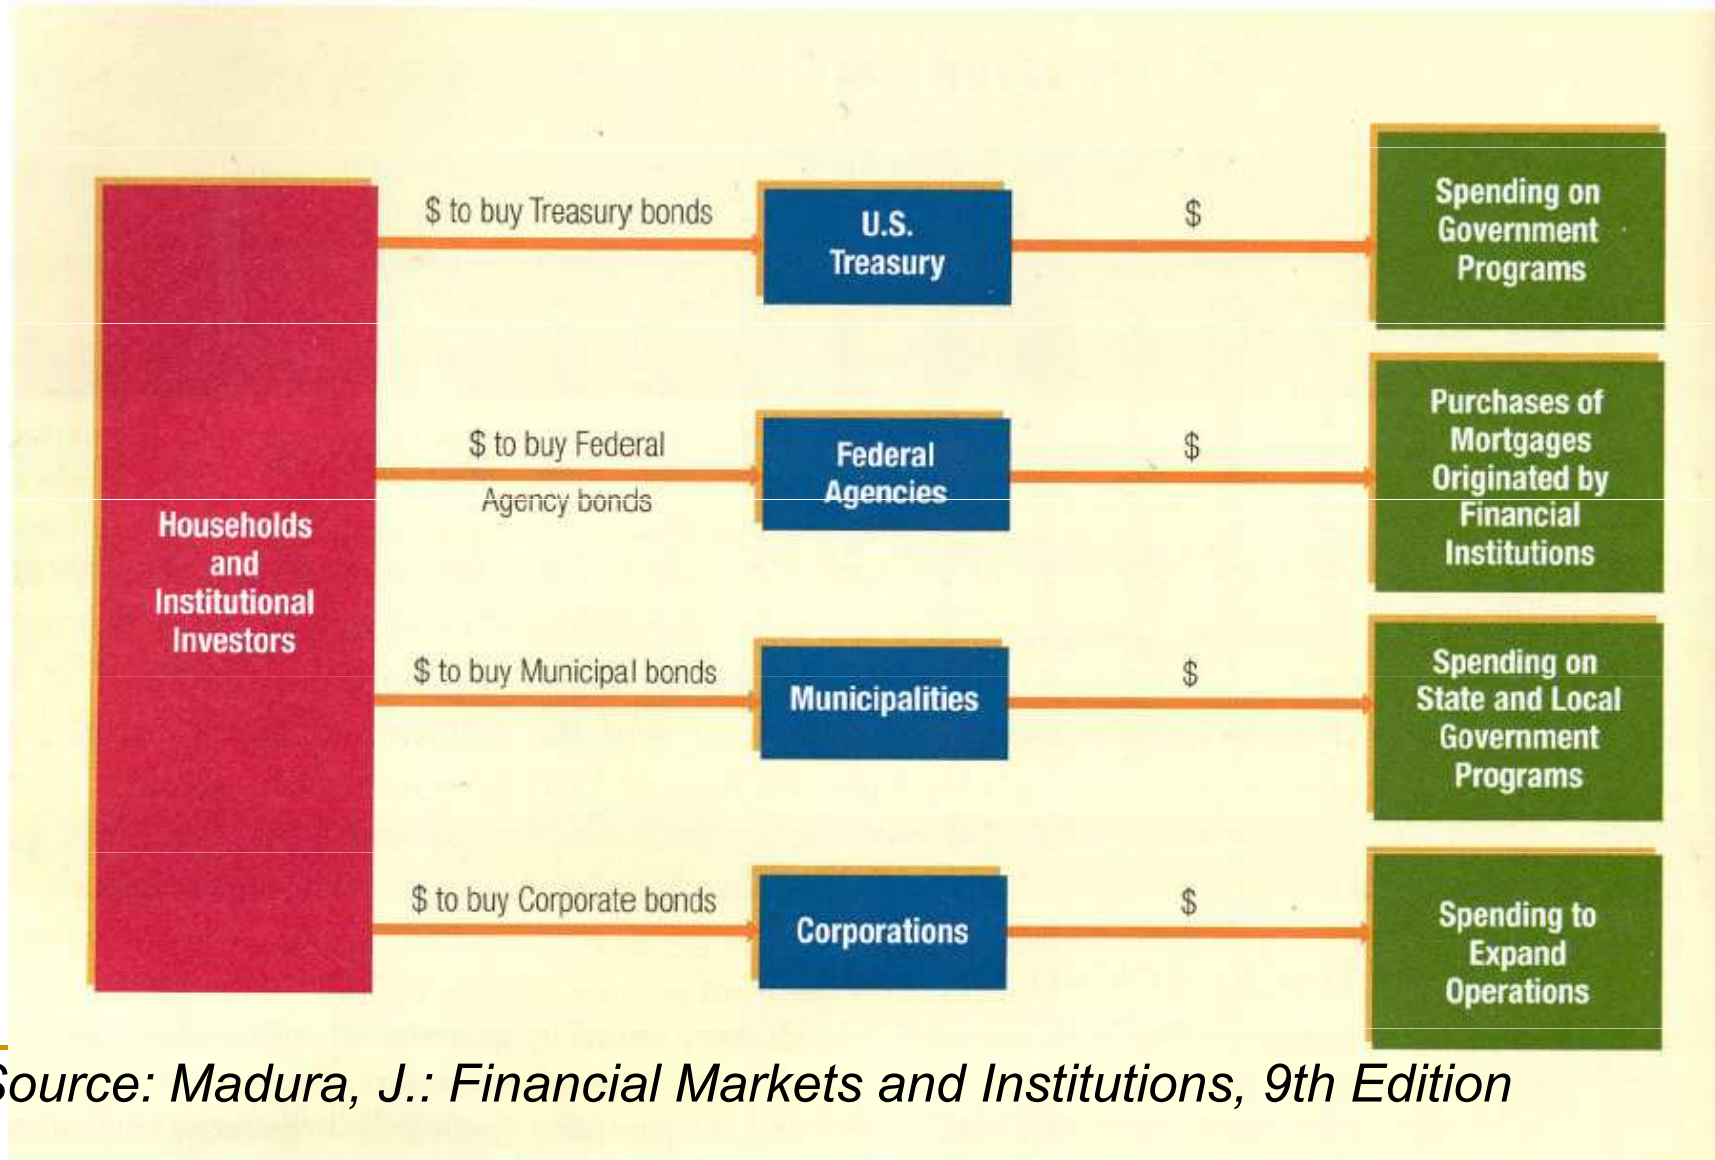 $ to buy Treasury bonds
U.S.
Treasury
$
Spending on
Government
Programs
$ to buy Federal
Agency bonds
Federal
Agencies
$
Purchases of
Mortgages
Originated by
Financial
Institutions
Households
and
Institutional
Investors
$ to buy Municipal bonds
Municipalities
$
Spending on
State and Local
Government
Programs
$ to buy Corporate bonds
Corporations
$
Spending to
Expand
Operations
Source: Madura, J.: Financial Markets and Institutions, 9th Edition